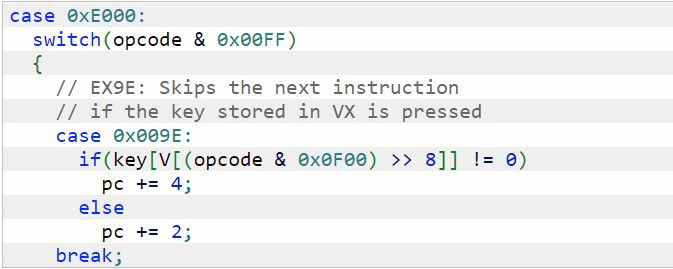 case 0xE000:
  switch(opcode & 0x00FF)
  {
    // EX9E: Skips the next instruction
    // if the key stored in VX is pressed
    case 0x009E:
      if(key[V[(opcode & 0x0F00) >> 8]] != 0)
        pc += 4;
      else
        pc += 2;
    break;